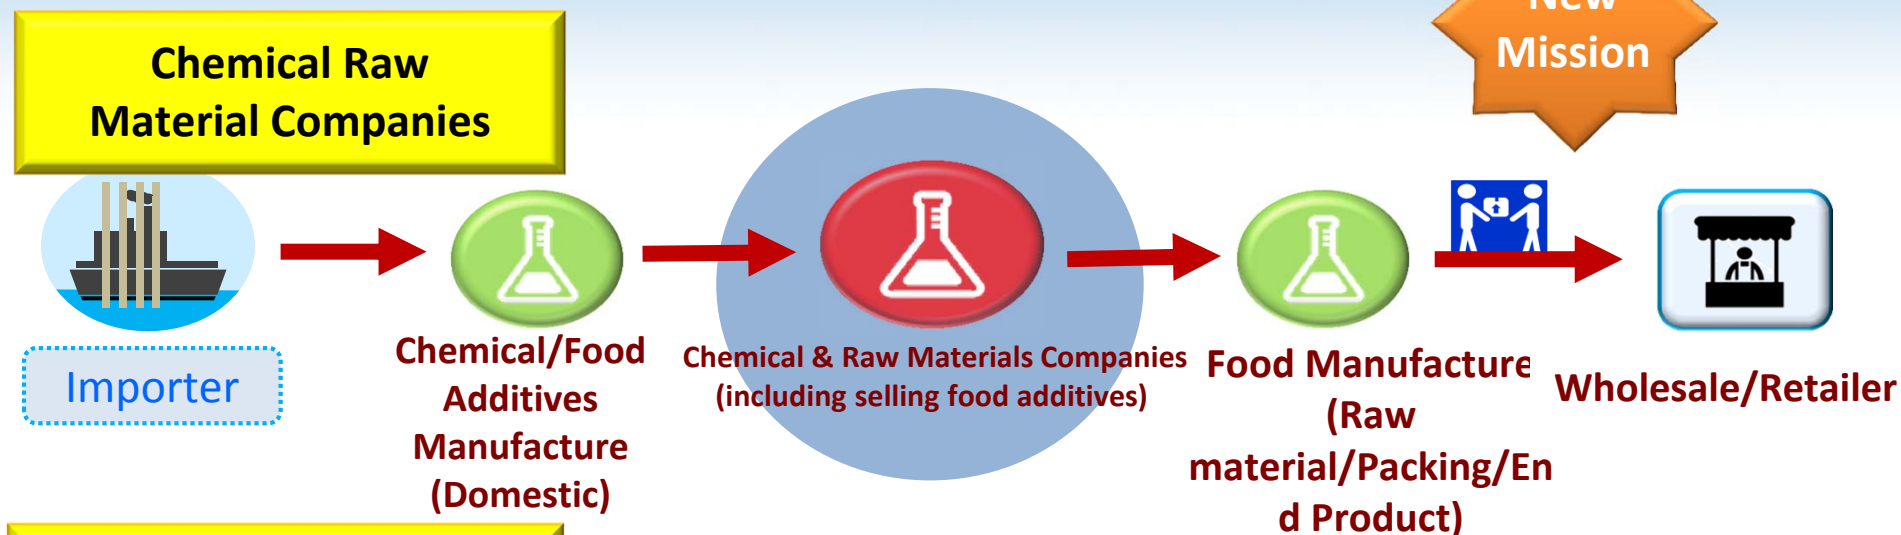 New
Mission
Chemical Raw
Material Companies
Importer
Chemical/Food
Additives
Manufacture
(Domestic)
Chemical & Raw Materials Companies
(including selling food additives)
Food Manufacture
(Raw
material/Packing/En
d Product)
Wholesale/Retailer